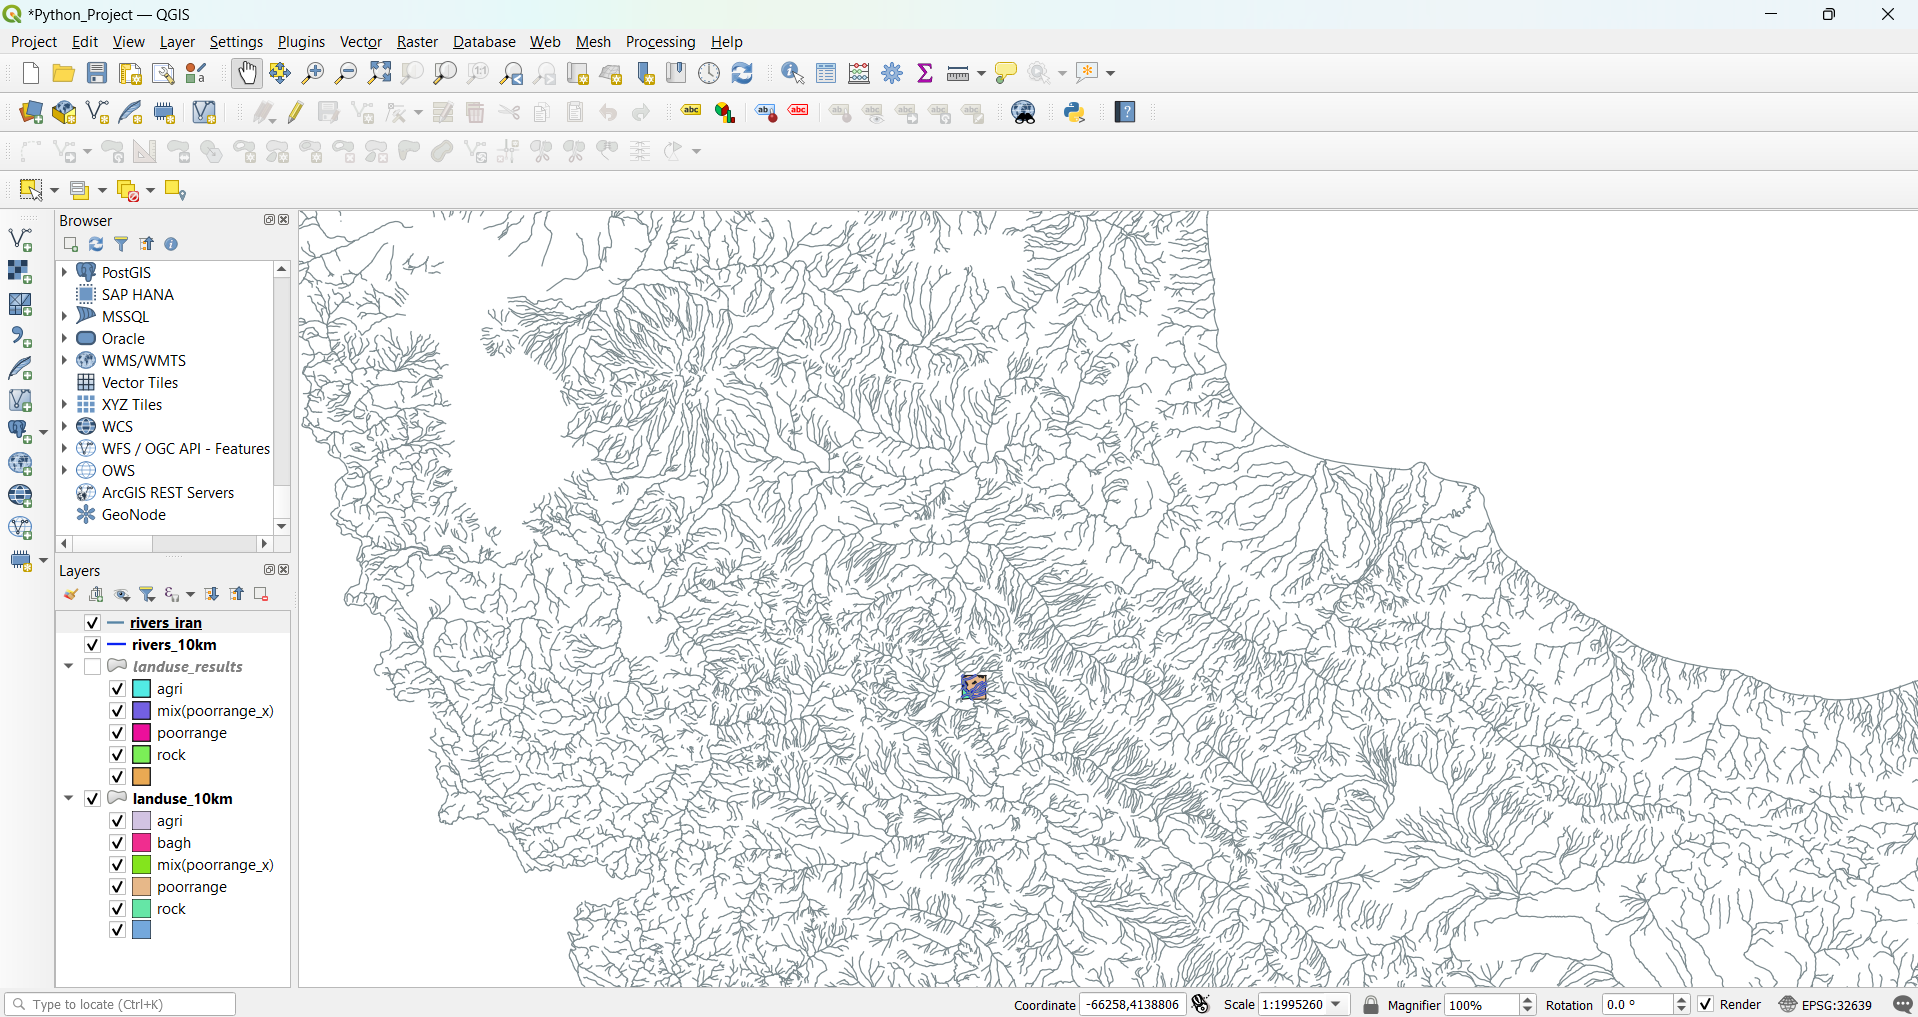 *Python_Project — QGIS
Project Edit View Layer Settings Plugins Vector Raster Database Web Mesh Processing Help
abc abc
Browser
PostGIS
SAP HANA
MSSQL
Oracle
WMS/WMTS
Vector Tiles
XYZ Tiles
WCS
WFS / OGC API - Features
OWS
ArcGIS REST Servers
GeoNode
Layers
rivers_iran
rivers_10km
landuse_results
agri
mix(poorrange_x)
poorrange
rock
landuse_10km
agri
bagh
mix(poorrange_x)
poorrange
rock
Type to locate (Ctrl+K) Coordinate -66258,4138806 Scale 1:1995260 Magnifier 100% Rotation 0.0 ° Render EPSG:32639